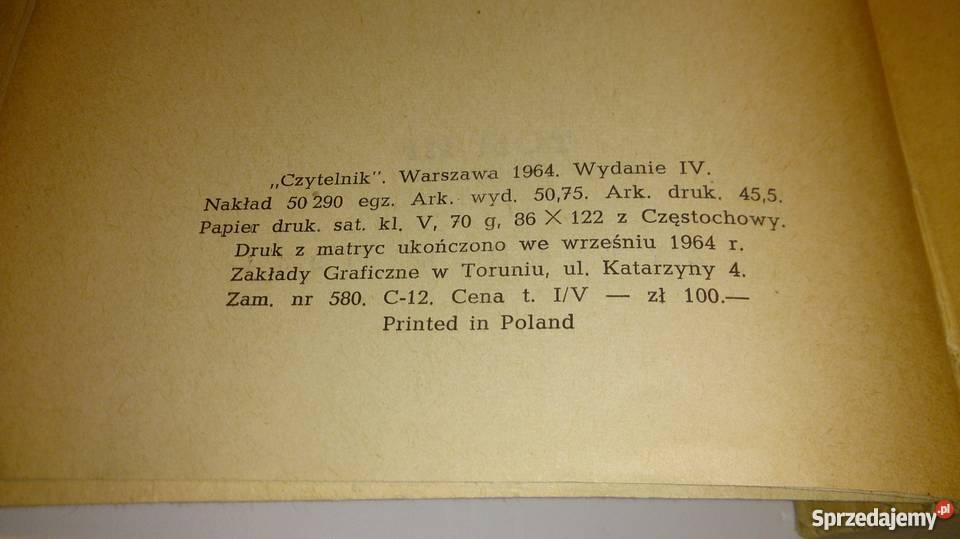 „Czytelnik". Warszawa 1964. Wydanie IV.
Nakład 50 290 egz. Ark. wyd. 50,75. Ark. druk. 45,5.
Papier druk. sat. kl. V, 70 g, 86 × 122 z Częstochowy.
Druk z matryc ukończono we wrześniu 1964 r.
Zakłady Graficzne w Toruniu, ul. Katarzyny 4.
Zam. nr 580. C-12. Cena t. I/V — zł 100.—
Printed in Poland
Sprzedajemy.pl